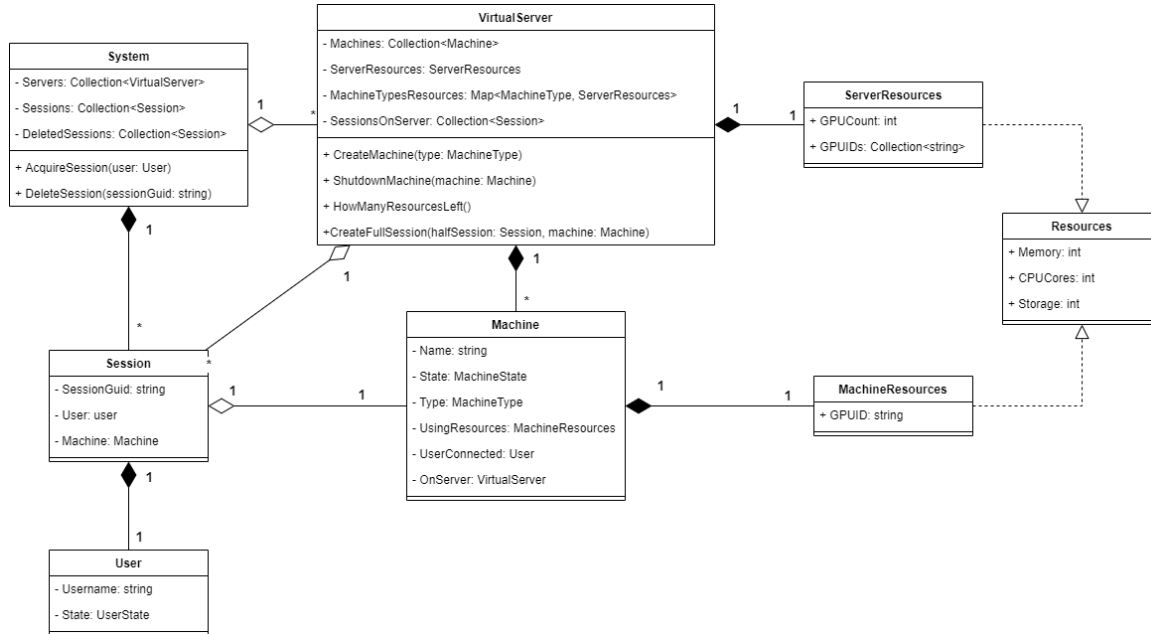 System
- Servers: Collection<VirtualServer>
- Sessions: Collection<Session>
- DeletedSessions: Collection<Session>
+ AcquireSession(user: User)
+ DeleteSession(sessionGuid: string)
1
*
VirtualServer
- Machines: Collection<Machine>
- ServerResources: ServerResources
- MachineTypesResources: Map<MachineType, ServerResources>
- SessionsOnServer: Collection<Session>
+ CreateMachine(type: MachineType)
+ ShutdownMachine(machine: Machine)
+ HowManyResourcesLeft()
+CreateFullSession(halfSession: Session, machine: Machine)
1
1
ServerResources
+ GPUCount: int
+ GPUIDs: Collection<string>
Resources
+ Memory: int
+ CPUCores: int
+ Storage: int
1
*
1
*
1
*
Session
- SessionGuid: string
- User: user
- Machine: Machine
1
1
Machine
- Name: string
- State: MachineState
- Type: MachineType
- UsingResources: MachineResources
- UserConnected: User
- OnServer: VirtualServer
1
1
MachineResources
+ GPUID: string
1
1
User
- Username: string
- State: UserState